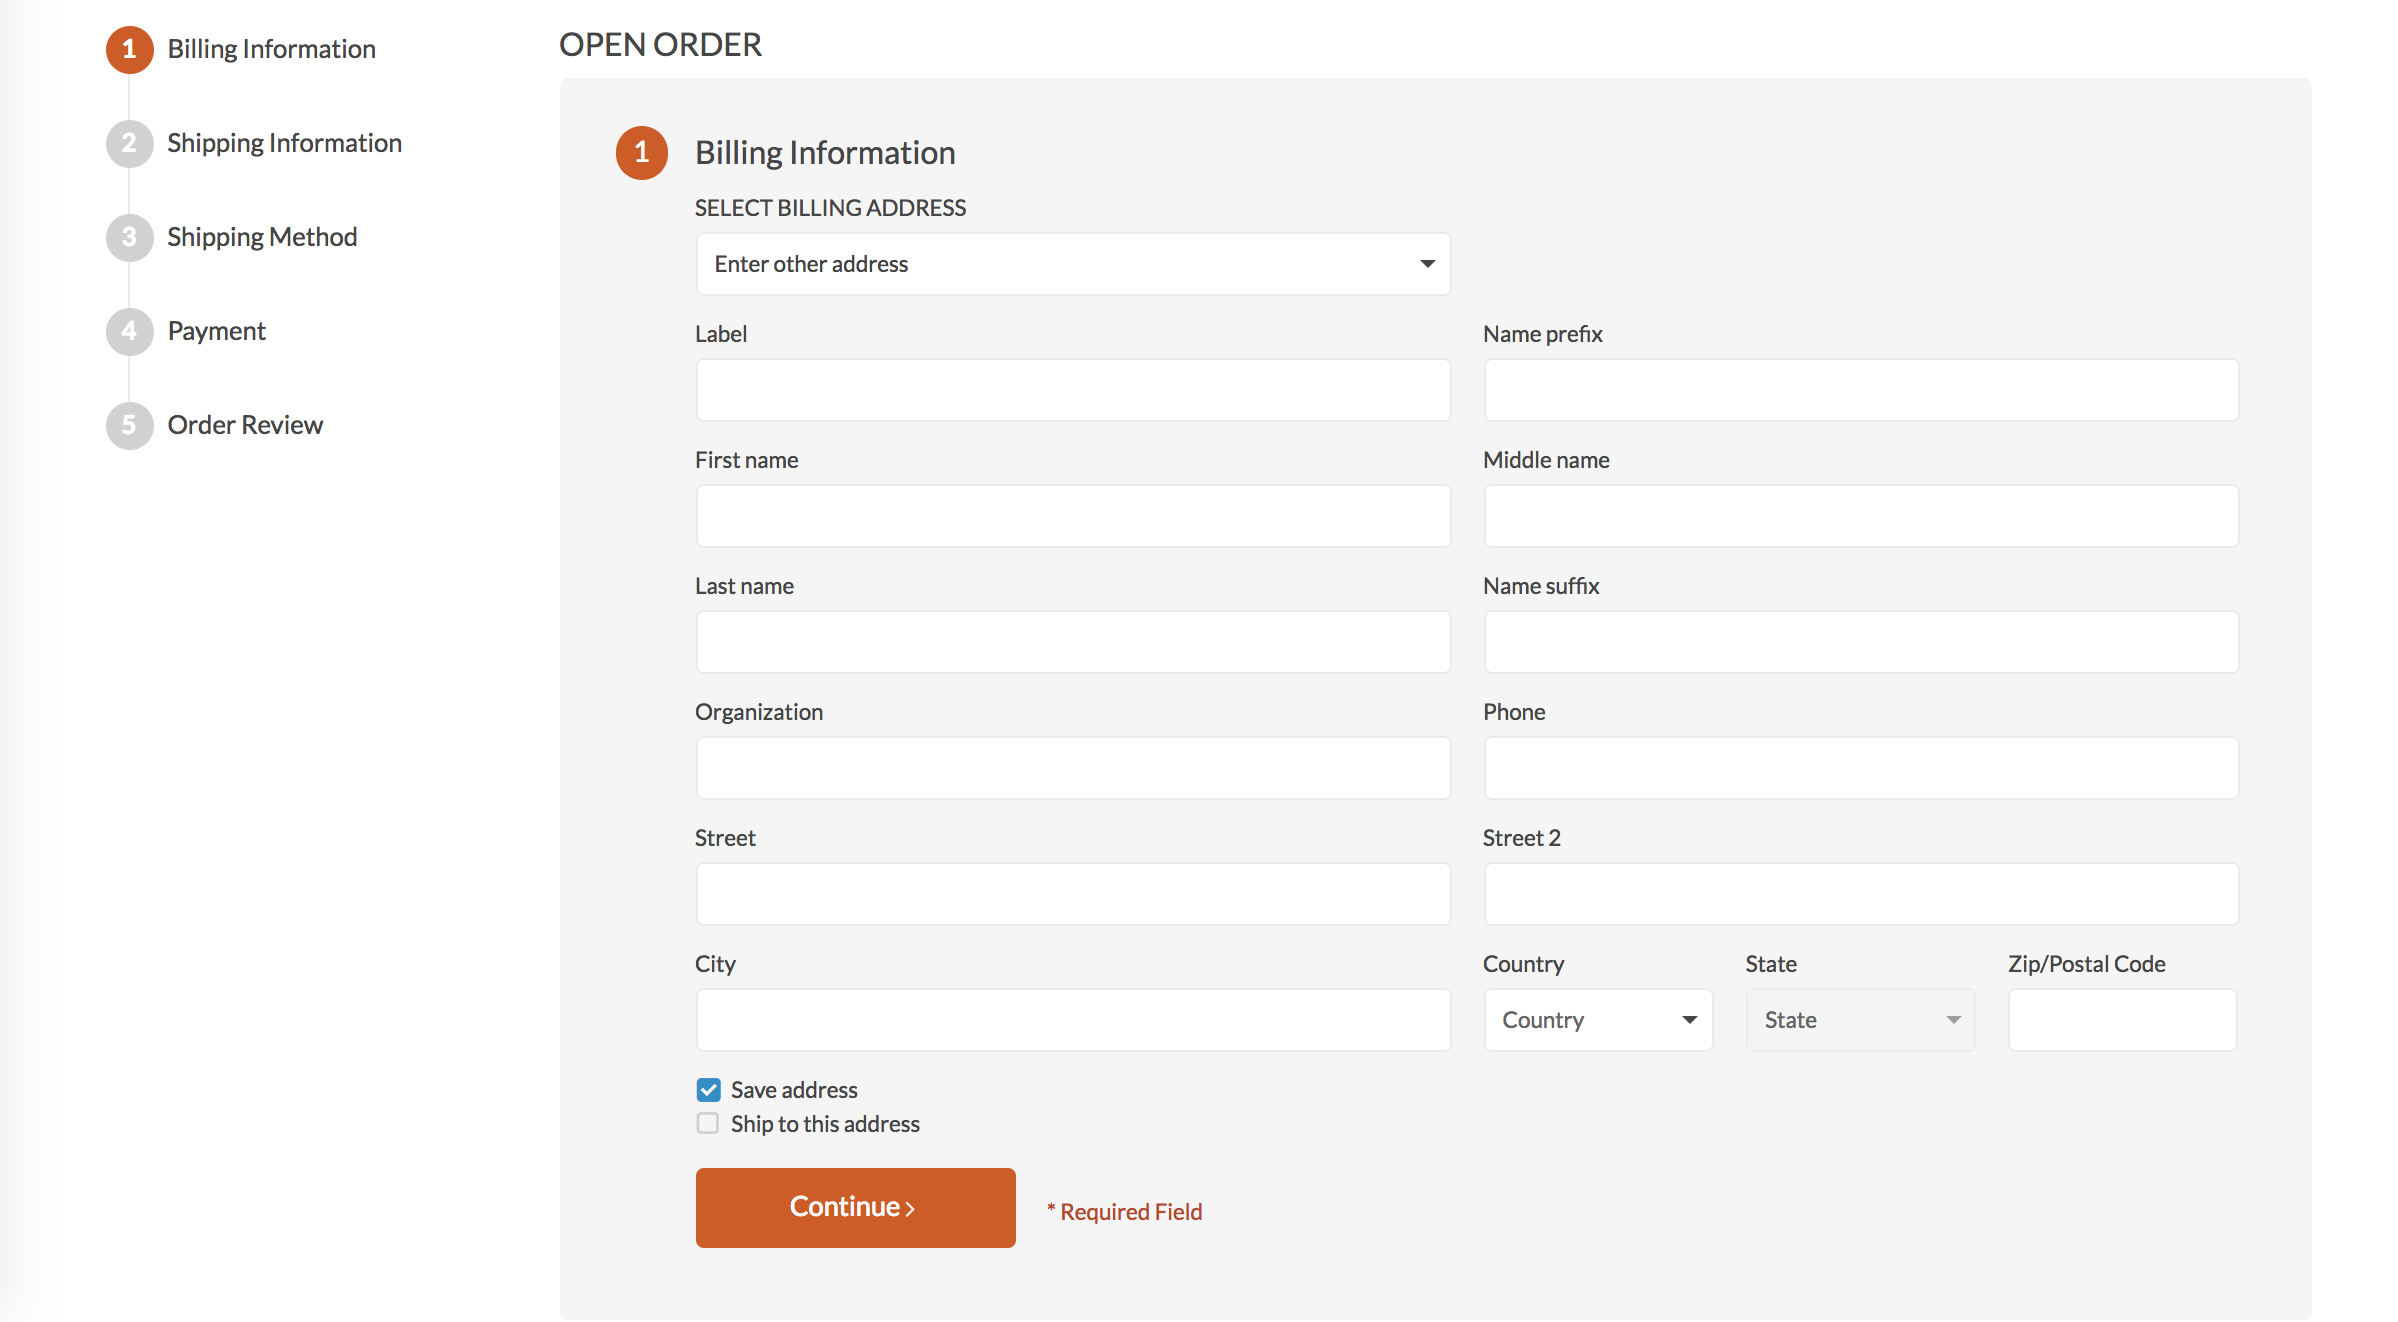 1 Billing Information
2 Shipping Information
3 Shipping Method
4 Payment
5 Order Review
OPEN ORDER
1 Billing Information
SELECT BILLING ADDRESS
Enter other address
Label Name prefix
First name Middle name
Last name Name suffix
Organization Phone
Street Street 2
City Country State Zip/Postal Code
Country State
Save address
Ship to this address
Continue › * Required Field